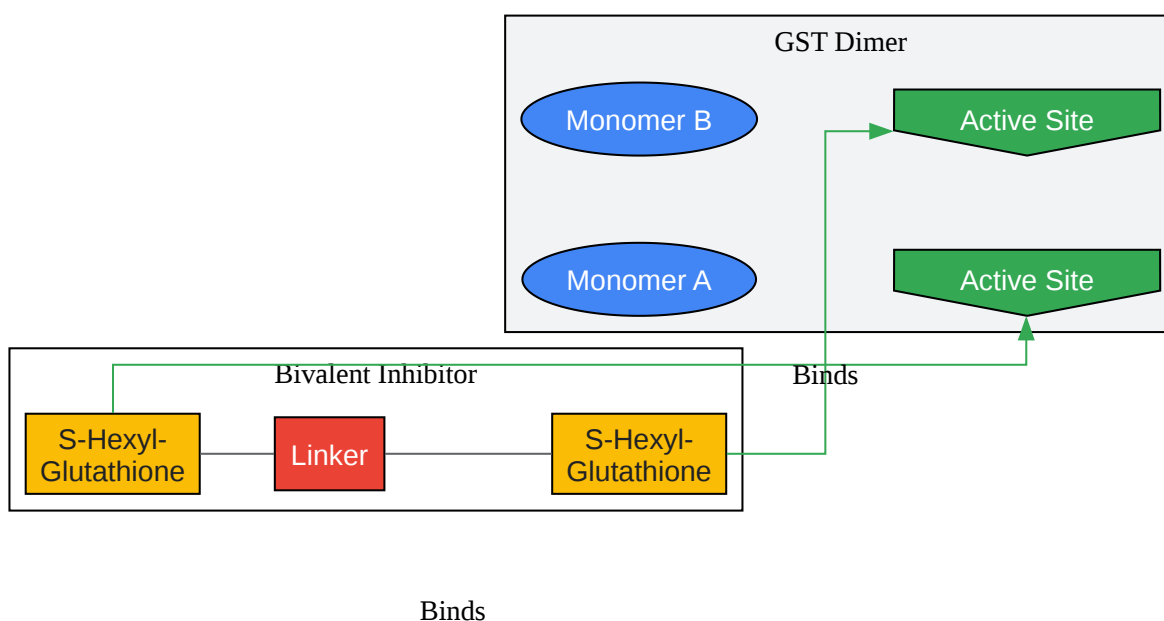 GST Dimer
Monomer B
Active Site
Monomer A
Active Site
Bivalent Inhibitor
Binds
S-Hexyl-
Glutathione
Linker
S-Hexyl-
Glutathione
Binds